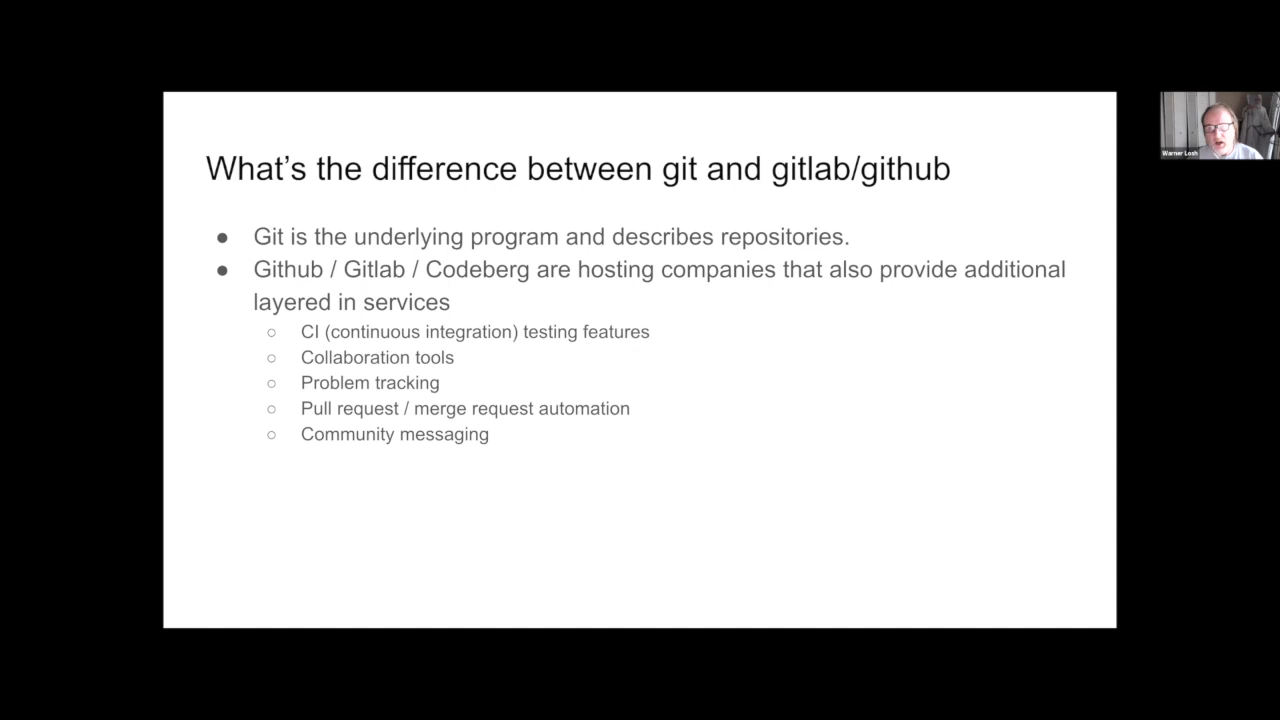 What's the difference between git and gitlab/github
● Git is the underlying program and describes repositories.
● Github / Gitlab / Codeberg are hosting companies that also provide additional
layered in services
○ CI (continuous integration) testing features
○ Collaboration tools
○ Problem tracking
○ Pull request / merge request automation
○ Community messaging
Warner Losh